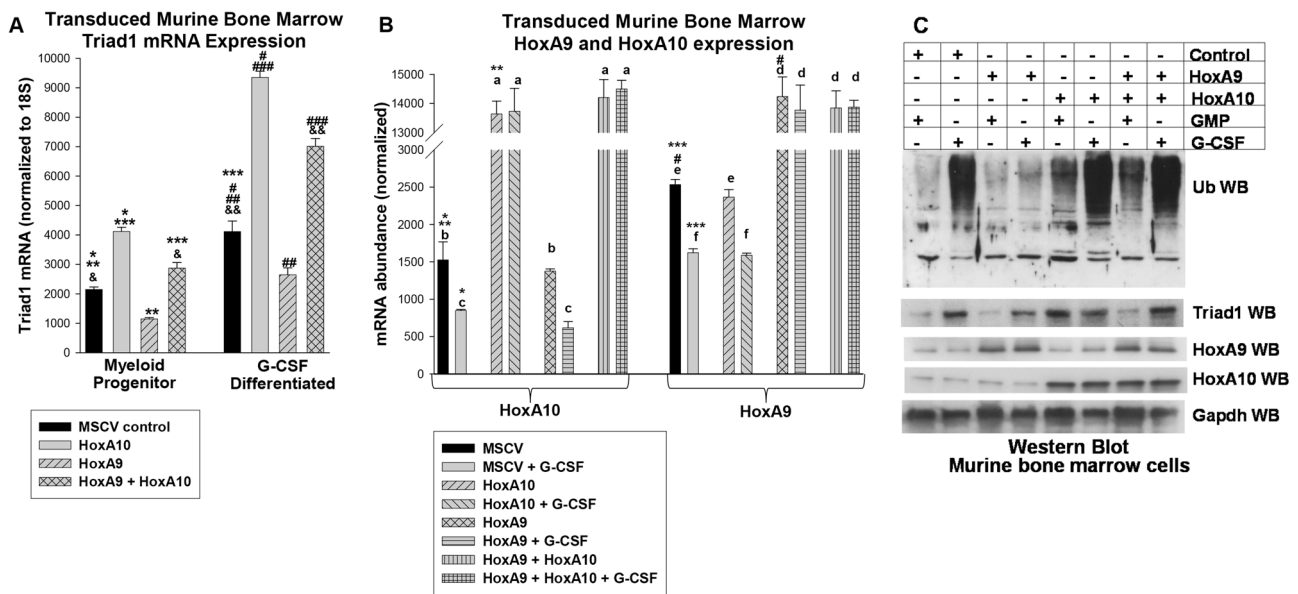 A
Transduced Murine Bone Marrow
Triad1 mRNA Expression
Triad1 mRNA (normalized to 18S)
10000
9000
8000
7000
6000
5000
4000
3000
2000
1000
0
*
**
&
*
***
**
***
&
***
#
##
&&
#
###
##
###
&&
Myeloid
Progenitor
G-CSF
Differentiated
MSCV control
HoxA10
HoxA9
HoxA9 + HoxA10
B
Transduced Murine Bone Marrow
HoxA9 and HoxA10 expression
mRNA abundance (normalized)
15000
14000
13000
3000
2500
2000
1500
1000
500
0
*
**
b
*
c
**
a
a
b
c
a
a
***
#
e
***
f
e
f
#
d
d
d
d
HoxA10
HoxA9
MSCV
MSCV + G-CSF
HoxA10
HoxA10 + G-CSF
HoxA9
HoxA9 + G-CSF
HoxA9 + HoxA10
HoxA9 + HoxA10 + G-CSF
C
+ + - - - - - - Control
- - + + - - + + HoxA9
- - - - + + + + HoxA10
+ - + - + - + - GMP
- + - + - + - + G-CSF
Ub WB
Triad1 WB
HoxA9 WB
HoxA10 WB
Gapdh WB
Western Blot
Murine bone marrow cells